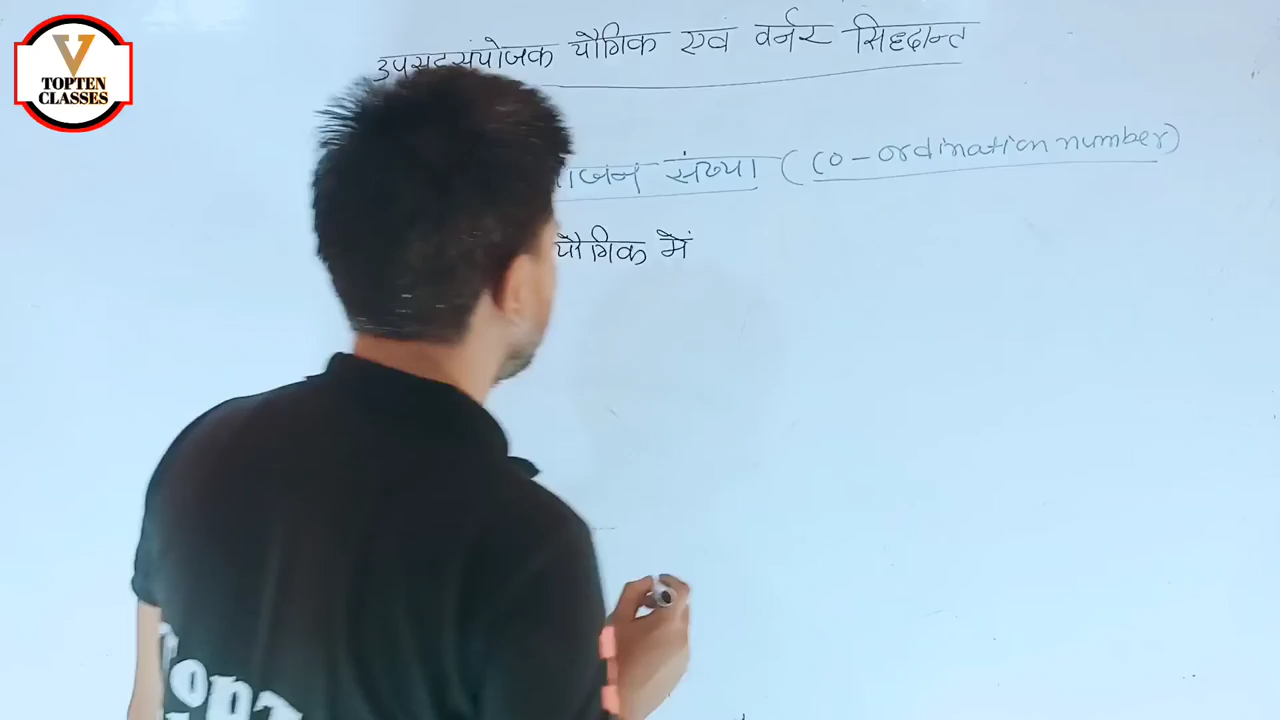 V
TOPTEN
CLASSES
उपसहसंयोजक यौगिक एवं वर्नर सिद्दान्त
संख्या (co-ordination number)
यौगिक में